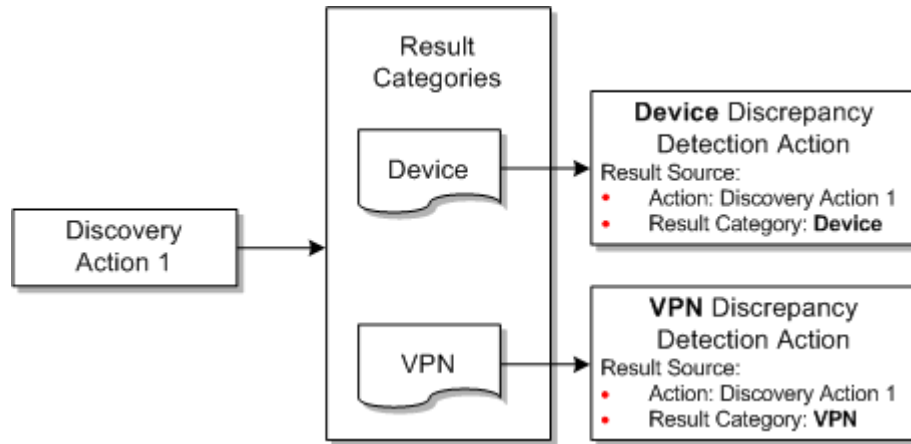 Discovery
Action 1
Result
Categories
Device
VPN
Device Discrepancy
Detection Action
Result Source:
• Action: Discovery Action 1
• Result Category: Device
VPN Discrepancy
Detection Action
Result Source:
• Action: Discovery Action 1
• Result Category: VPN